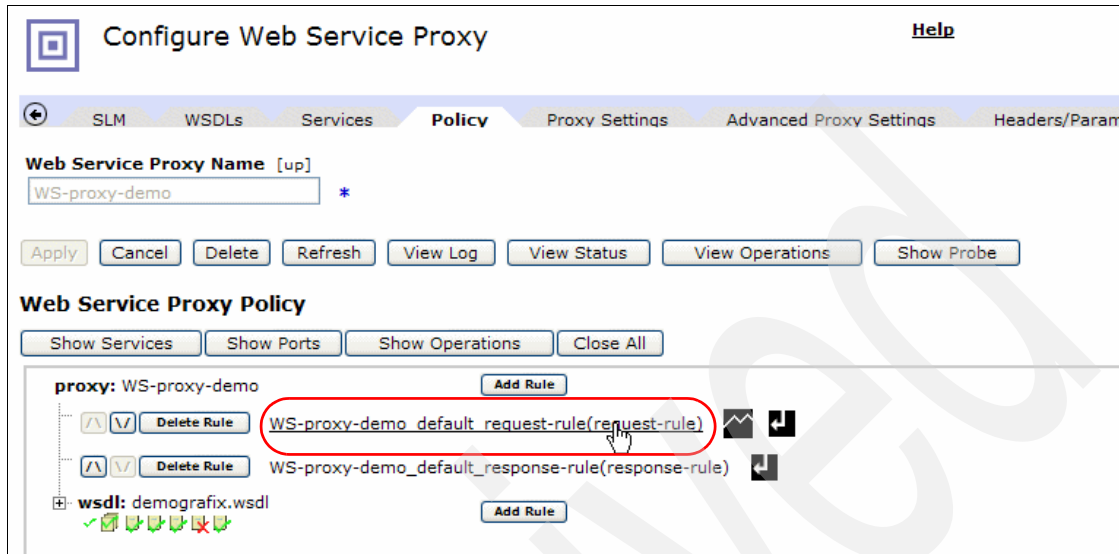 Configure Web Service Proxy
Help
SLM WSDLs Services Policy Proxy Settings Advanced Proxy Settings Headers/Param
Web Service Proxy Name [up]
WS-proxy-demo *
Apply Cancel Delete Refresh View Log View Status View Operations Show Probe
Web Service Proxy Policy
Show Services Show Ports Show Operations Close All
proxy: WS-proxy-demo Add Rule
/\ \/ Delete Rule WS-proxy-demo_default_request-rule(request-rule)
/\ \/ Delete Rule WS-proxy-demo_default_response-rule(response-rule)
wsdl: demografix.wsdl Add Rule